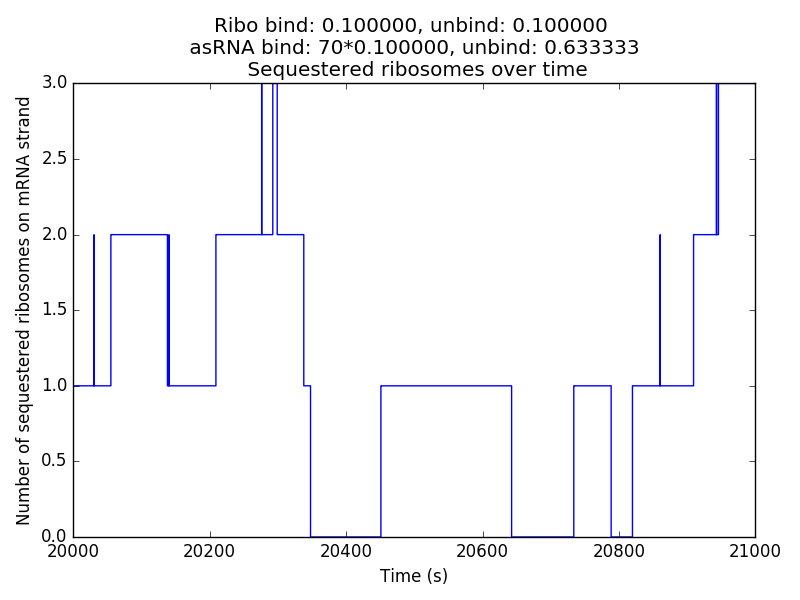 Ribo bind: 0.100000, unbind: 0.100000
asRNA bind: 70*0.100000, unbind: 0.633333
Sequestered ribosomes over time
Number of sequestered ribosomes on mRNA strand
3.0
2.5
2.0
1.5
1.0
0.5
0.0
20000 20200 20400 20600 20800 21000
Time (s)